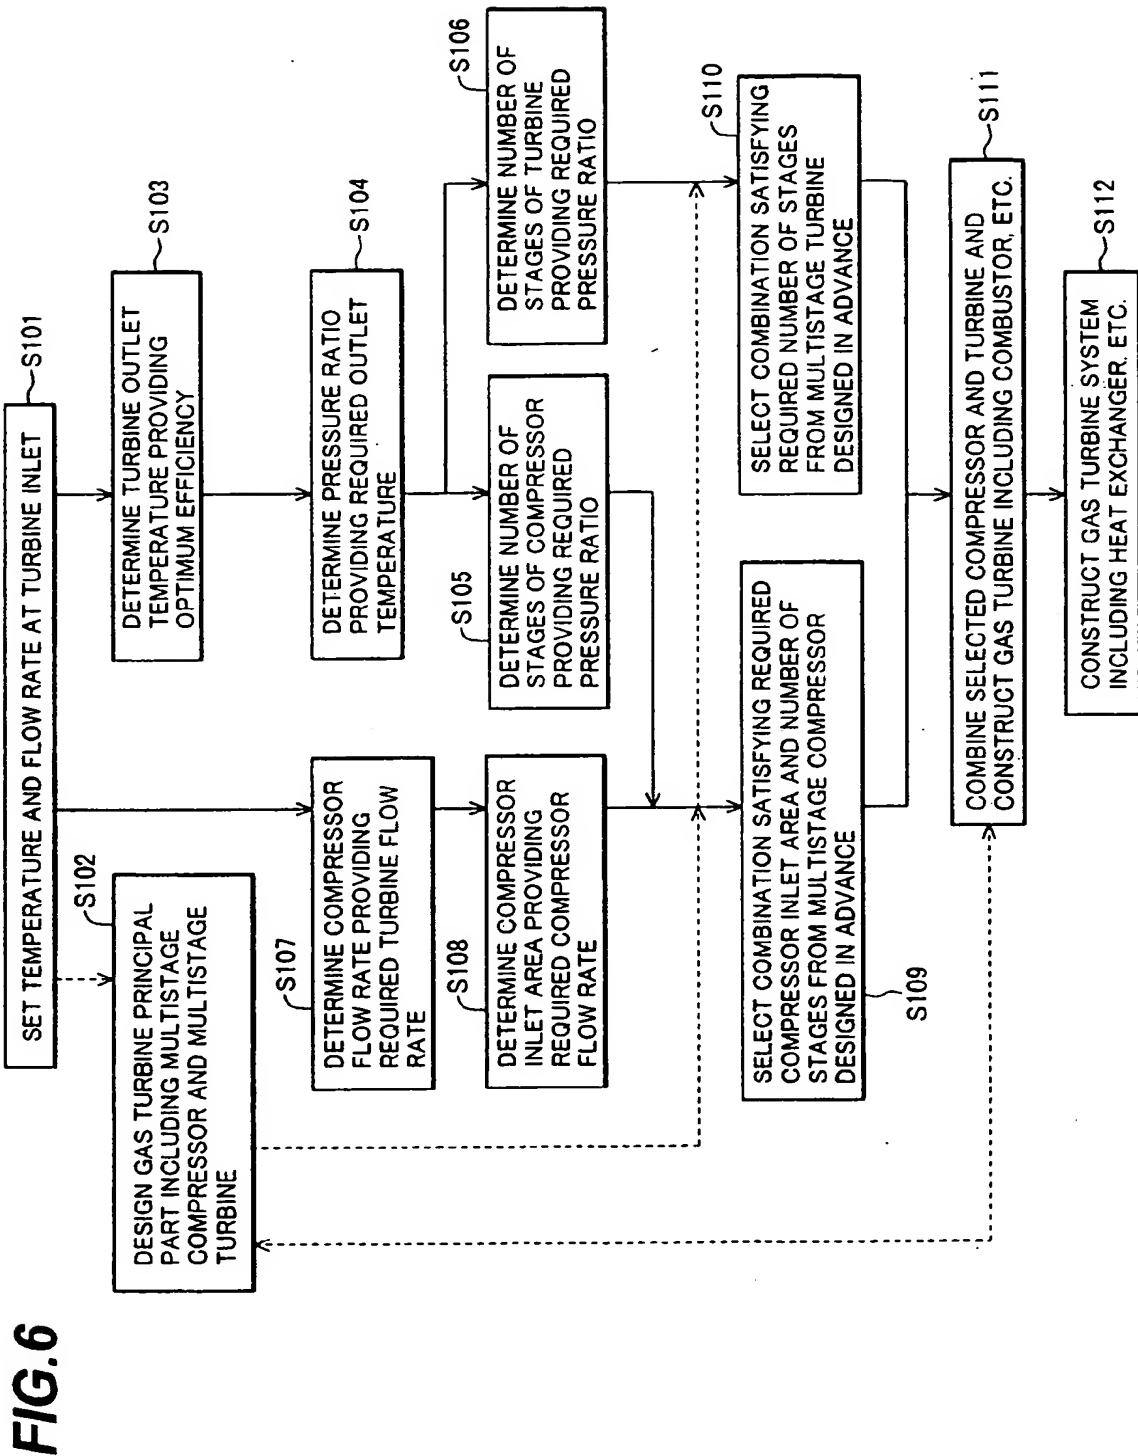 FIG.6
SET TEMPERATURE AND FLOW RATE AT TURBINE INLET
S101
S102
DESIGN GAS TURBINE PRINCIPAL
PART INCLUDING MULTISTAGE
COMPRESSOR AND MULTISTAGE
TURBINE
S103
DETERMINE TURBINE OUTLET
TEMPERATURE PROVIDING
OPTIMUM EFFICIENCY
S104
DETERMINE PRESSURE RATIO
PROVIDING REQUIRED OUTLET
TEMPERATURE
S105
DETERMINE NUMBER OF
STAGES OF COMPRESSOR
PROVIDING REQUIRED
PRESSURE RATIO
S106
DETERMINE NUMBER OF
STAGES OF TURBINE
PROVIDING REQUIRED
PRESSURE RATIO
S107
DETERMINE COMPRESSOR
FLOW RATE PROVIDING
REQUIRED TURBINE FLOW
RATE
S108
DETERMINE COMPRESSOR
INLET AREA PROVIDING
REQUIRED COMPRESSOR
FLOW RATE
SELECT COMBINATION SATISFYING REQUIRED
COMPRESSOR INLET AREA AND NUMBER OF
STAGES FROM MULTISTAGE COMPRESSOR
DESIGNED IN ADVANCE
S109
S110
SELECT COMBINATION SATISFYING
REQUIRED NUMBER OF STAGES
FROM MULTISTAGE TURBINE
DESIGNED IN ADVANCE
S111
COMBINE SELECTED COMPRESSOR AND TURBINE AND
CONSTRUCT GAS TURBINE INCLUDING COMBUSTOR, ETC.
S112
CONSTRUCT GAS TURBINE SYSTEM
INCLUDING HEAT EXCHANGER, ETC.